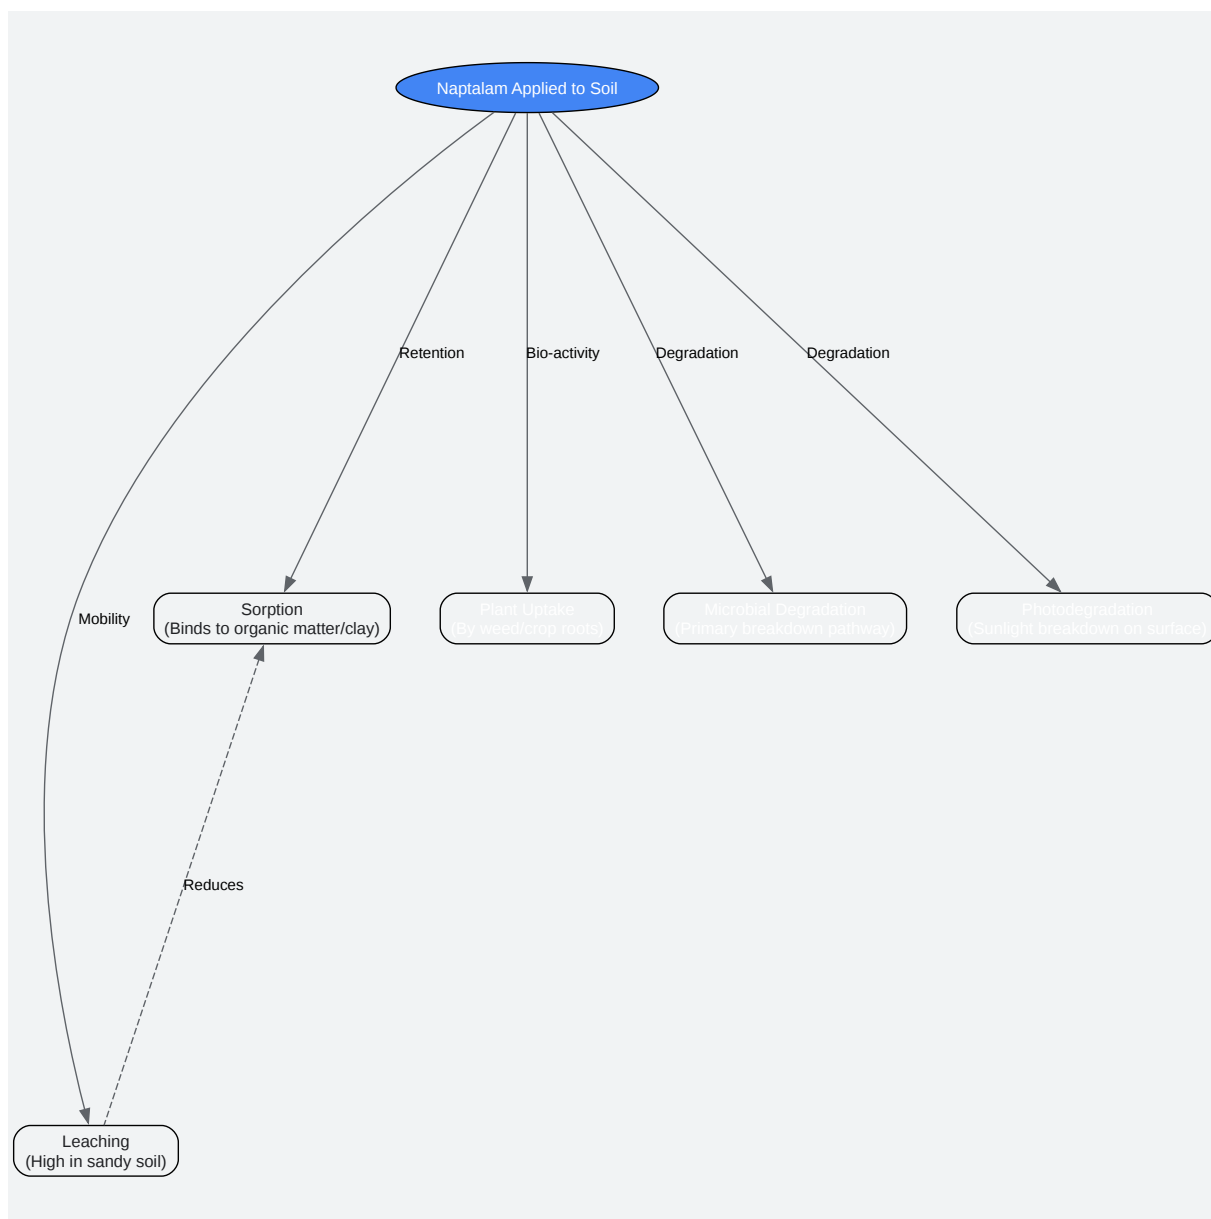 Naptalam Applied to Soil
Retention
Bio-activity
Degradation
Degradation
Mobility
Sorption
(Binds to organic matter/clay)
Plant Uptake
(By weed/crop roots)
Microbial Degradation
(Primary breakdown pathway)
Photodegradation
(Sunlight breakdown on surface)
Reduces
Leaching
(High in sandy soil)